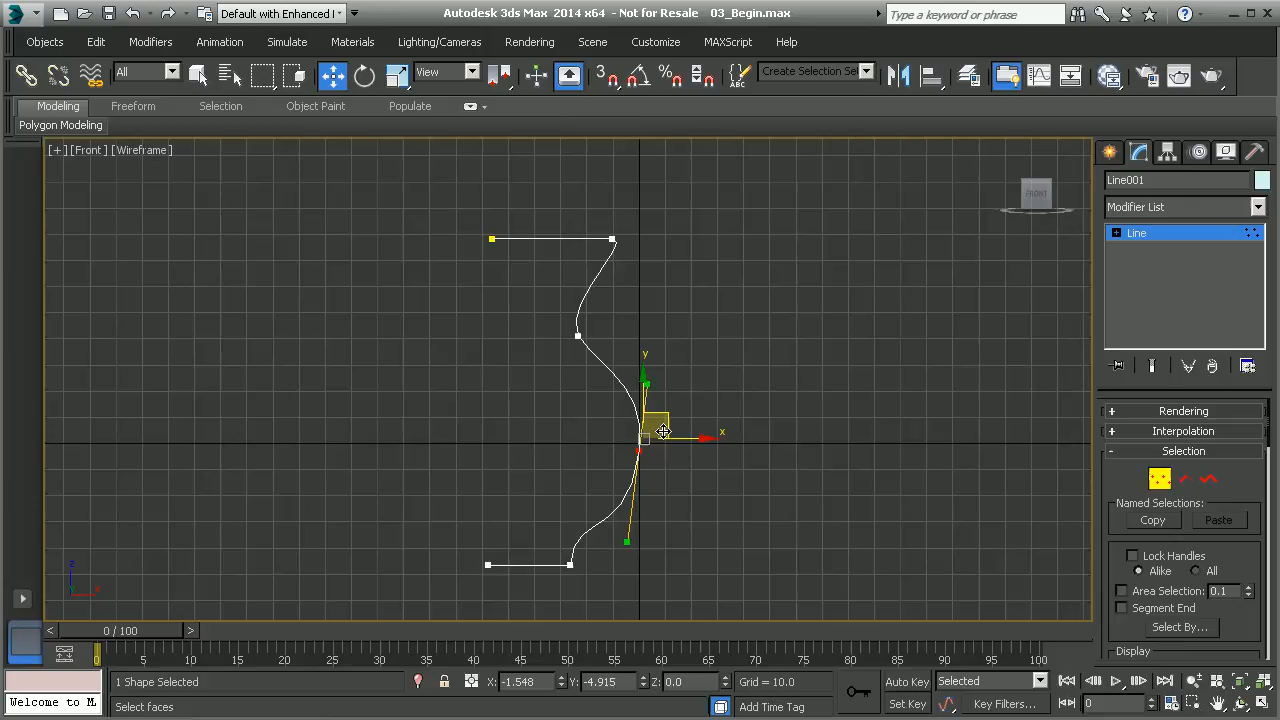 Default with Enhanced I
Autodesk 3ds Max 2014 x64 - Not for Resale 03_Begin.max
Type a keyword or phrase
Objects Edit Modifiers Animation Simulate Materials Lighting/Cameras Rendering Scene Customize MAXScript Help
All View 3 % ABC Create Selection Set
Modeling Freeform Selection Object Paint Populate
Polygon Modeling
[+] [Front] [Wireframe]
FRONT
Line001
Modifier List
+ Line
y
x
z
x
+ Rendering
+ Interpolation
- Selection
Named Selections:
Copy Paste
Lock Handles
Alike All
Area Selection: 0.1
Segment End
Select By...
Display
< 0 / 100 >
0 5 10 15 20 25 30 35 40 45 50 55 60 65 70 75 80 85 90 95 100
1 Shape Selected X: -1.548 Y: -4.915 Z: 0.0 Grid = 10.0 Auto Key Selected
Welcome to M Select faces Add Time Tag Set Key Key Filters... 0